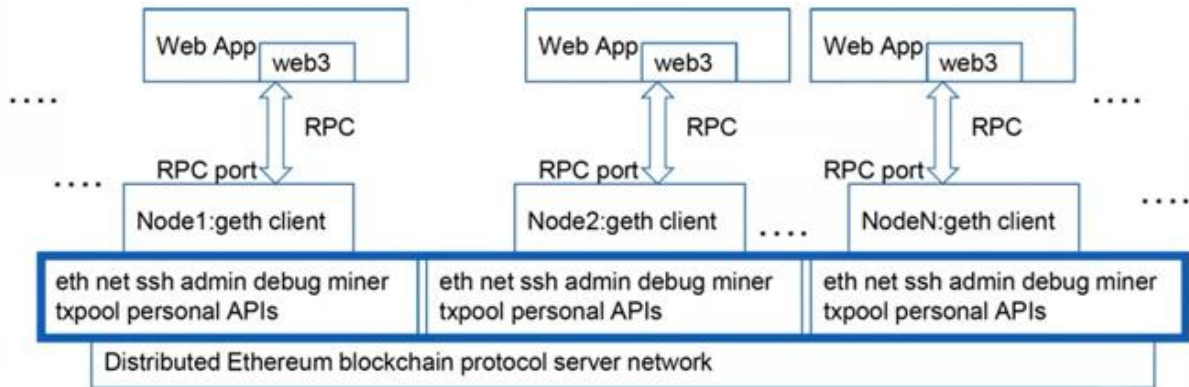 Web App
web3
Web App
web3
Web App
web3
....
....
RPC
RPC
RPC
RPC port
RPC port
RPC port
....
....
Node1:geth client
Node2:geth client
....
NodeN:geth client
eth net ssh admin debug miner
txpool personal APIs
eth net ssh admin debug miner
txpool personal APIs
eth net ssh admin debug miner
txpool personal APIs
Distributed Ethereum blockchain protocol server network